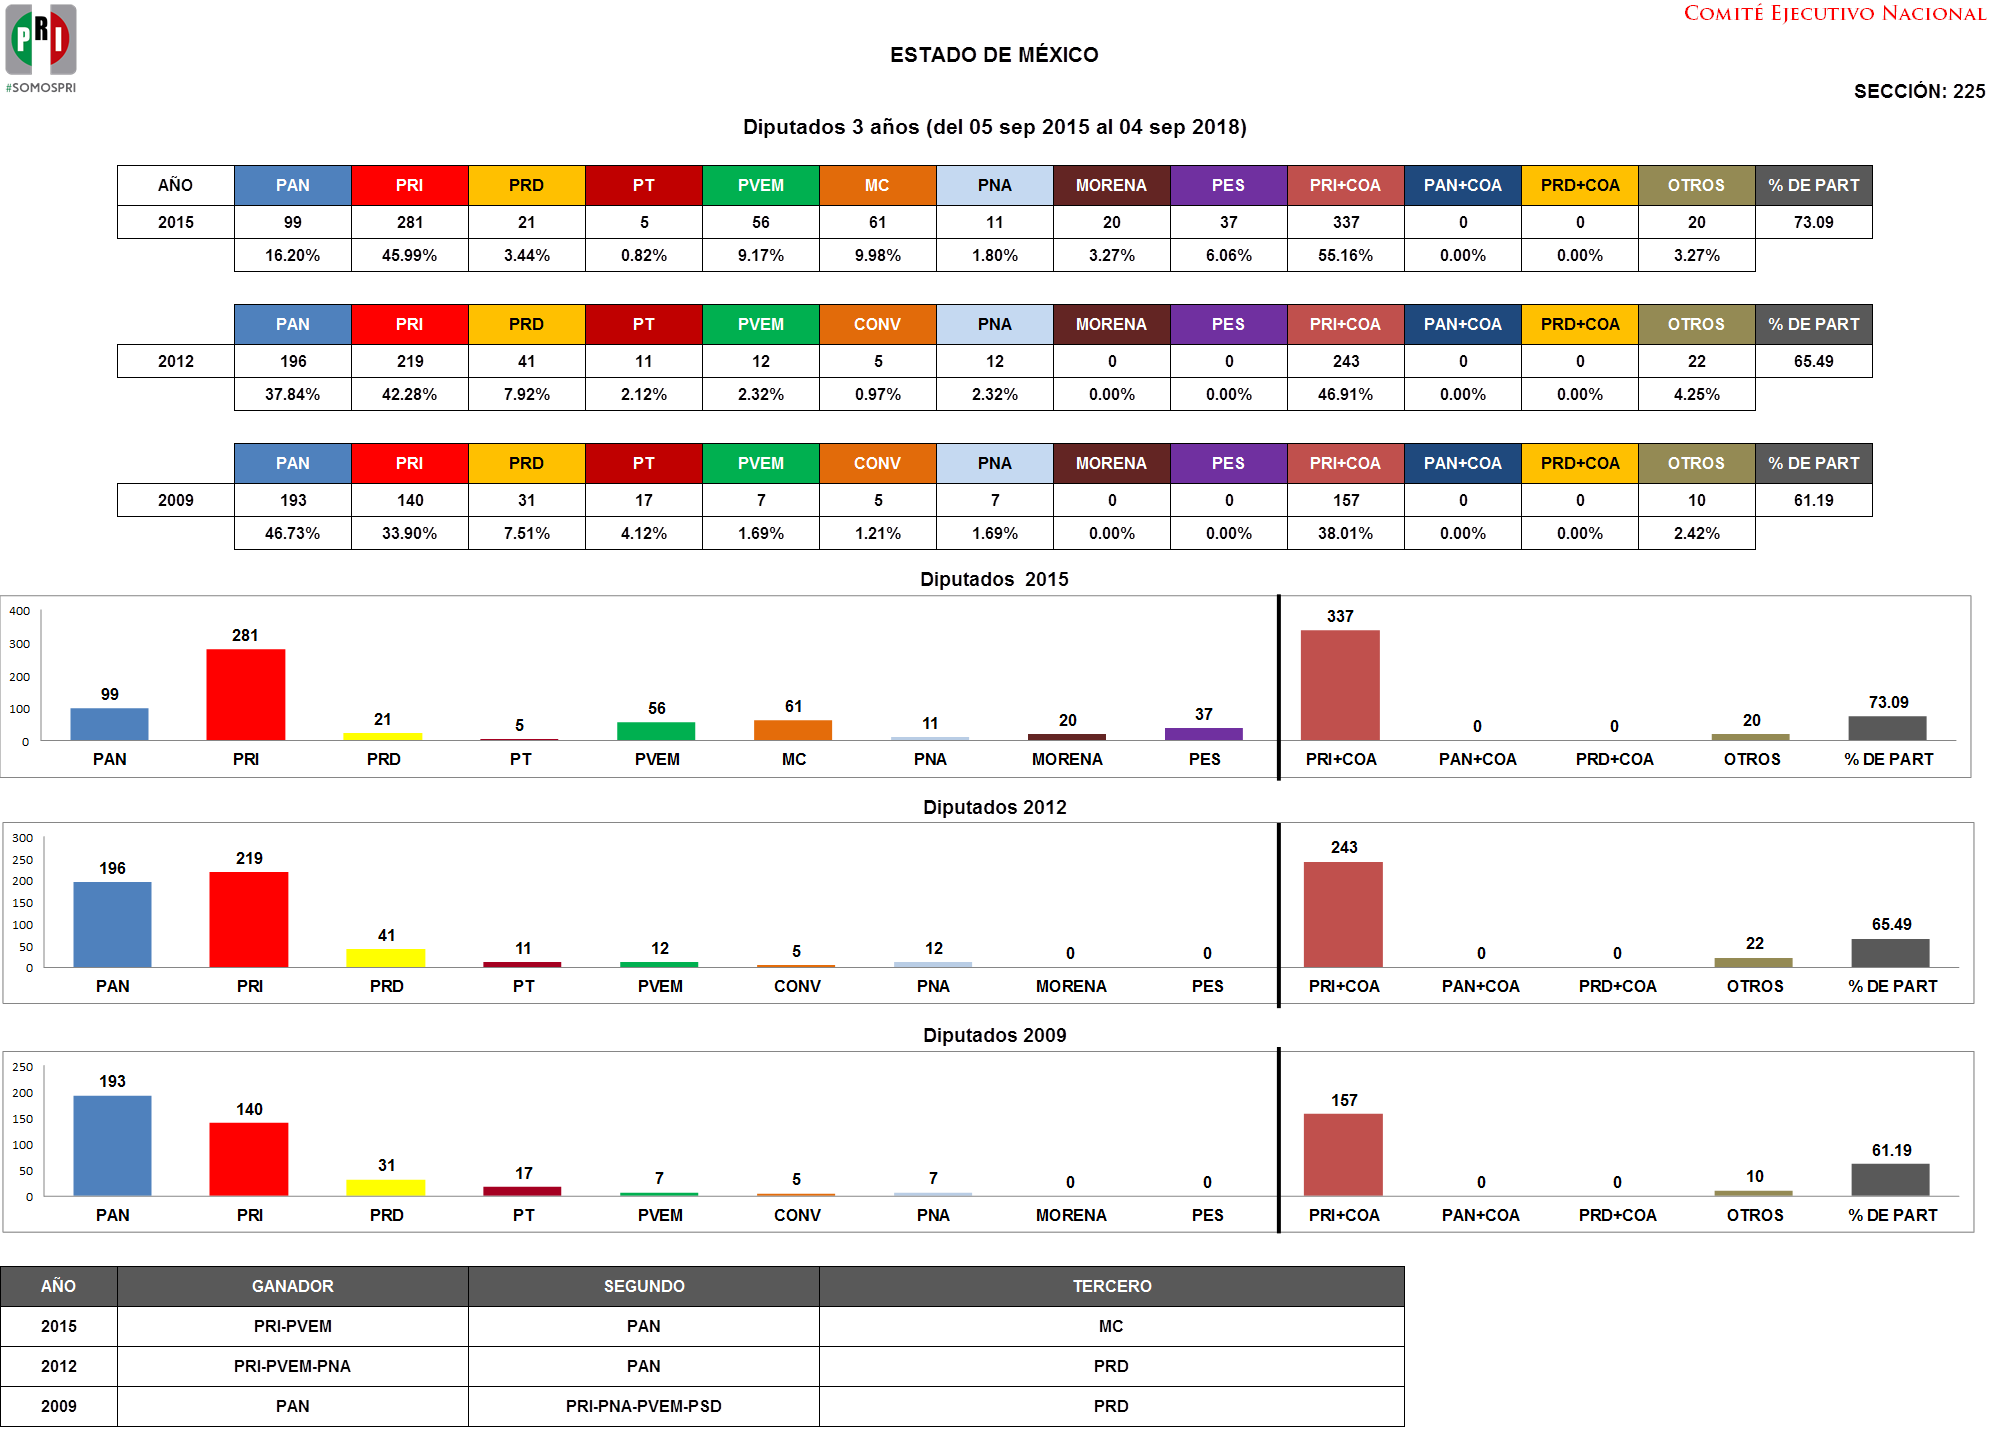 PRI
#SOMOSPRI
COMITÉ EJECUTIVO NACIONAL
ESTADO DE MÉXICO
SECCIÓN: 225
Diputados 3 años (del 05 sep 2015 al 04 sep 2018)
AÑO PAN PRI PRD PT PVEM MC PNA MORENA PES PRI+COA PAN+COA PRD+COA OTROS % DE PART
2015 99 281 21 5 56 61 11 20 37 337 0 0 20 73.09
16.20% 45.99% 3.44% 0.82% 9.17% 9.98% 1.80% 3.27% 6.06% 55.16% 0.00% 0.00% 3.27%
PAN PRI PRD PT PVEM CONV PNA MORENA PES PRI+COA PAN+COA PRD+COA OTROS % DE PART
2012 196 219 41 11 12 5 12 0 0 243 0 0 22 65.49
37.84% 42.28% 7.92% 2.12% 2.32% 0.97% 2.32% 0.00% 0.00% 46.91% 0.00% 0.00% 4.25%
PAN PRI PRD PT PVEM CONV PNA MORENA PES PRI+COA PAN+COA PRD+COA OTROS % DE PART
2009 193 140 31 17 7 5 7 0 0 157 0 0 10 61.19
46.73% 33.90% 7.51% 4.12% 1.69% 1.21% 1.69% 0.00% 0.00% 38.01% 0.00% 0.00% 2.42%
Diputados 2015
400
300
200
100
0
99 281 21 5 56 61 11 20 37 337 0 0 20 73.09
PAN PRI PRD PT PVEM MC PNA MORENA PES PRI+COA PAN+COA PRD+COA OTROS % DE PART
Diputados 2012
300
250
200
150
100
50
0
196 219 41 11 12 5 12 0 0 243 0 0 22 65.49
PAN PRI PRD PT PVEM CONV PNA MORENA PES PRI+COA PAN+COA PRD+COA OTROS % DE PART
Diputados 2009
250
200
150
100
50
0
193 140 31 17 7 5 7 0 0 157 0 0 10 61.19
PAN PRI PRD PT PVEM CONV PNA MORENA PES PRI+COA PAN+COA PRD+COA OTROS % DE PART
AÑO GANADOR SEGUNDO TERCERO
2015 PRI-PVEM PAN MC
2012 PRI-PVEM-PNA PAN PRD
2009 PAN PRI-PNA-PVEM-PSD PRD